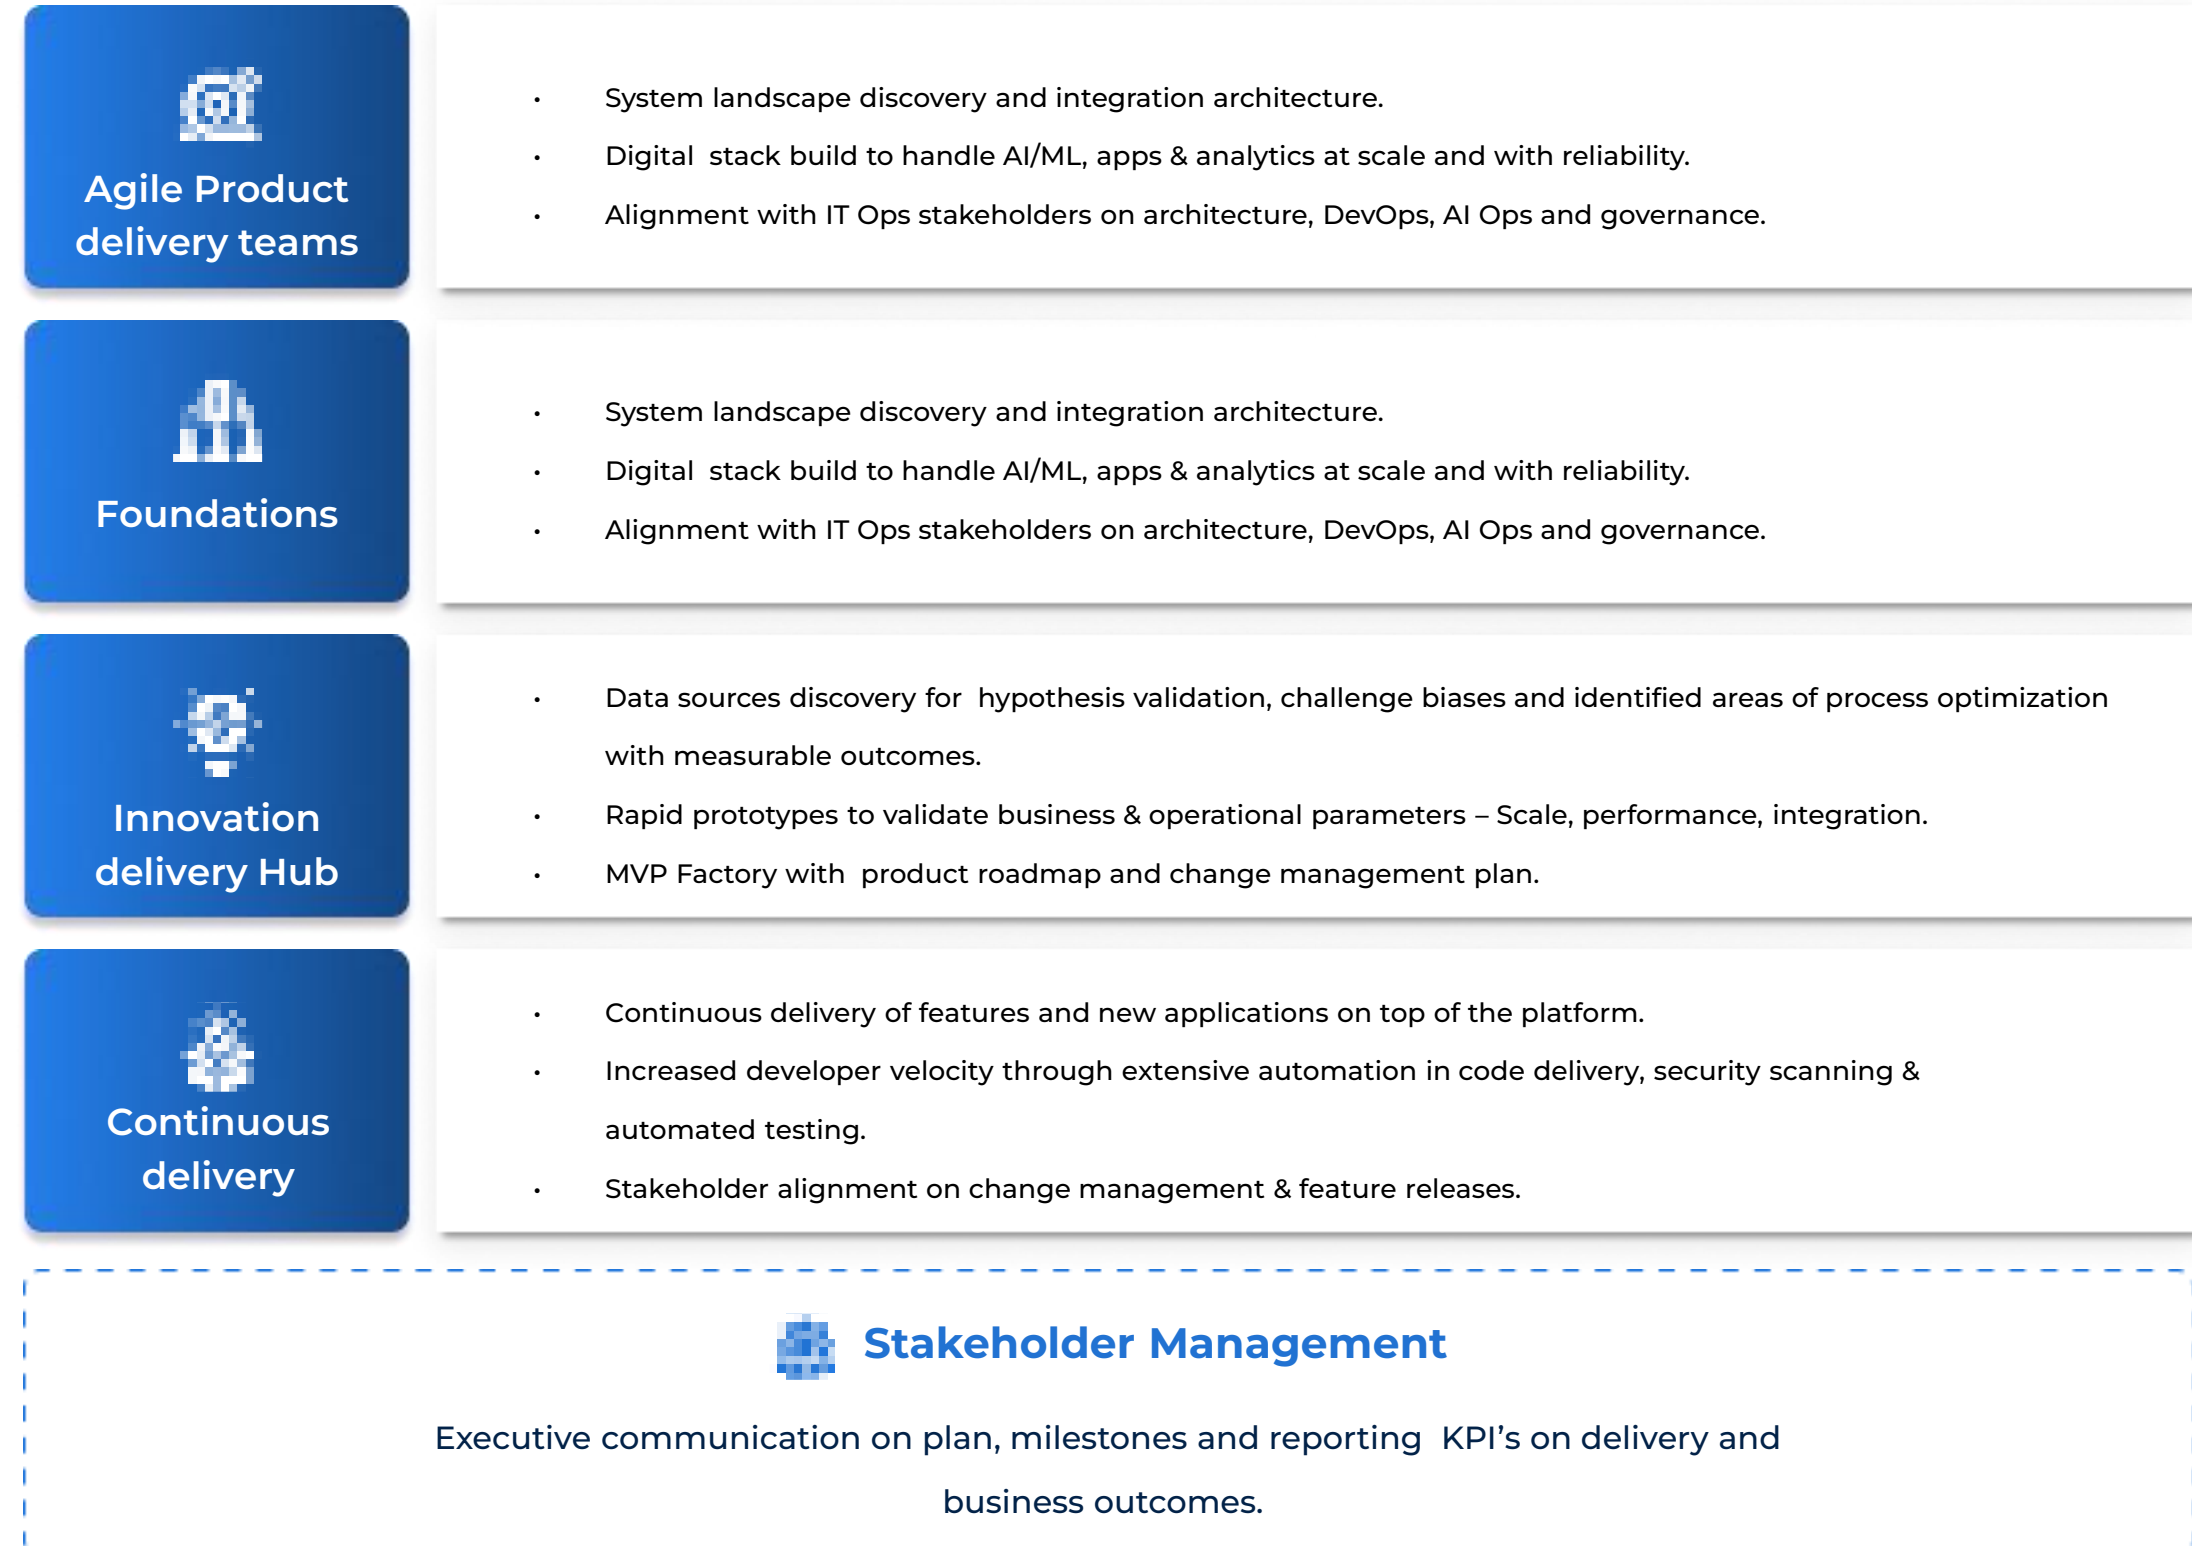 Agile Product
delivery teams
• System landscape discovery and integration architecture.
• Digital  stack build to handle AI/ML, apps & analytics at scale and with reliability.
• Alignment with IT Ops stakeholders on architecture, DevOps, AI Ops and governance.
Foundations
• System landscape discovery and integration architecture.
• Digital  stack build to handle AI/ML, apps & analytics at scale and with reliability.
• Alignment with IT Ops stakeholders on architecture, DevOps, AI Ops and governance.
Innovation
delivery Hub
• Data sources discovery for  hypothesis validation, challenge biases and identified areas of process optimization
with measurable outcomes.
• Rapid prototypes to validate business & operational parameters – Scale, performance, integration.
• MVP Factory with  product roadmap and change management plan.
Continuous
delivery
• Continuous delivery of features and new applications on top of the platform.
• Increased developer velocity through extensive automation in code delivery, security scanning &
automated testing.
• Stakeholder alignment on change management & feature releases.
Stakeholder Management
Executive communication on plan, milestones and reporting  KPI’s on delivery and
business outcomes.